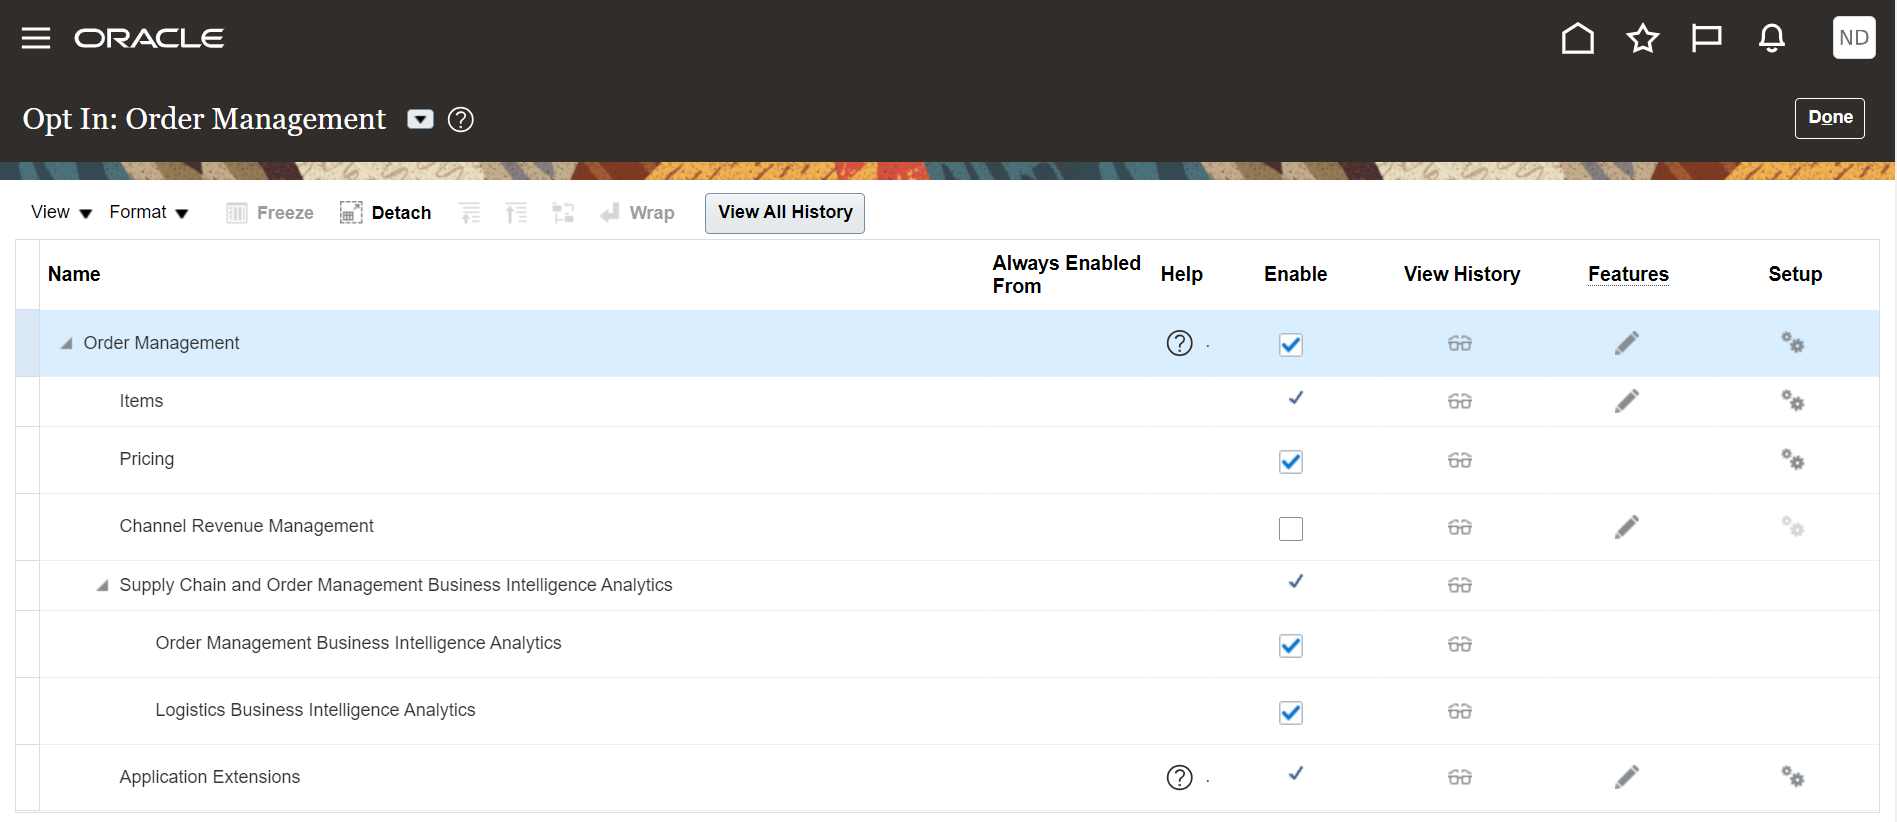 ORACLE
ND
Opt In: Order Management
Done
View Format Freeze Detach Wrap View All History
Name Always Enabled From Help Enable View History Features Setup
Order Management
Items
Pricing
Channel Revenue Management
Supply Chain and Order Management Business Intelligence Analytics
Order Management Business Intelligence Analytics
Logistics Business Intelligence Analytics
Application Extensions